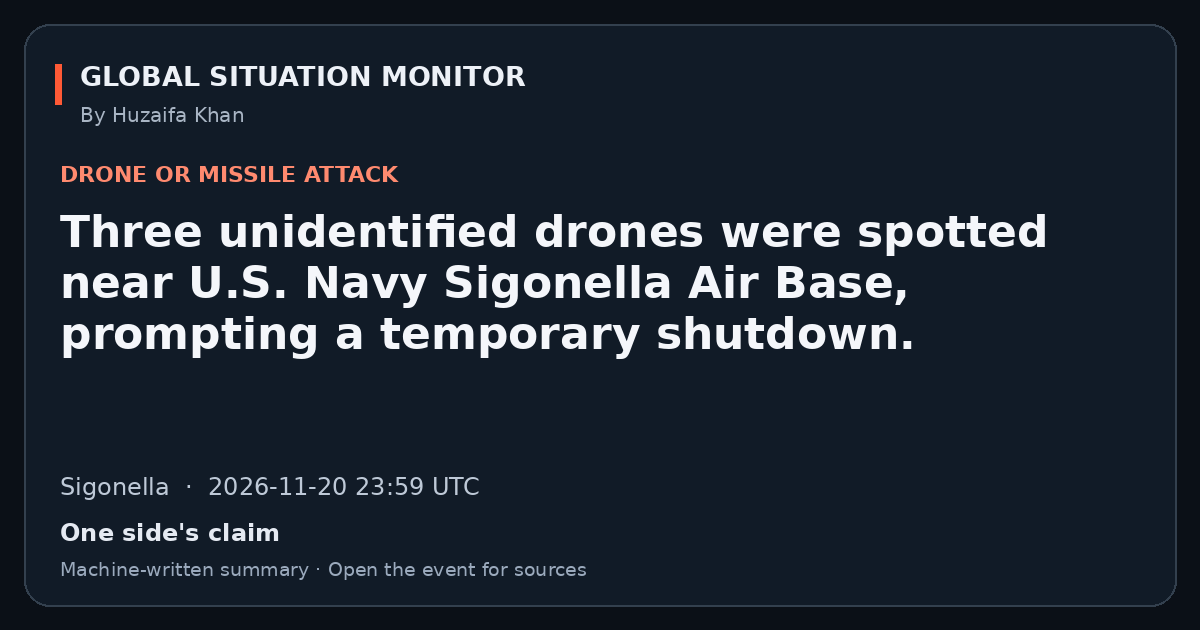 GLOBAL SITUATION MONITOR
By Huzaifa Khan
DRONE OR MISSILE ATTACK
Three unidentified drones were spotted
near U.S. Navy Sigonella Air Base,
prompting a temporary shutdown.
Sigonella · 2026-11-20 23:59 UTC
One side's claim
Machine-written summary · Open the event for sources